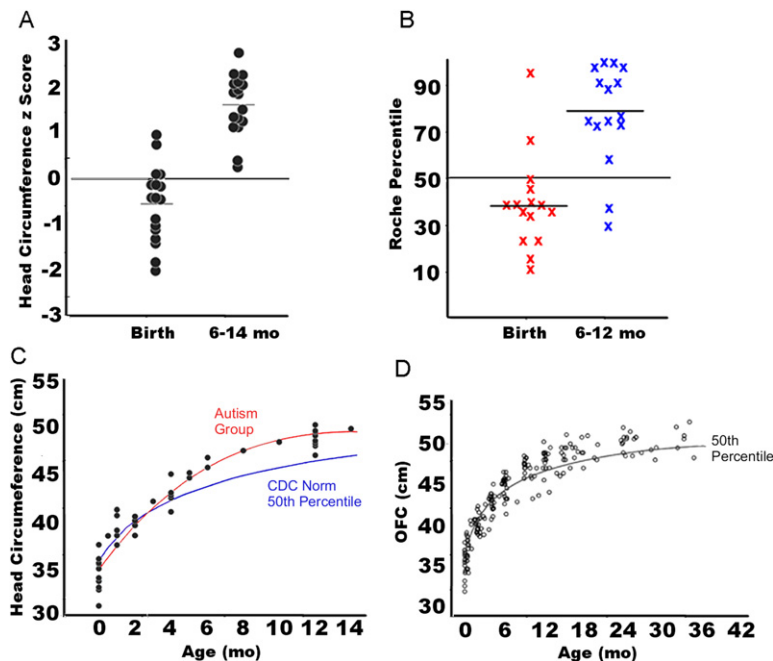 A
Head Circumference z Score
3
2
1
0
-1
-2
-3
Birth
6-14 mo
B
Roche Percentile
90
70
50
30
10
Birth
6-12 mo
C
Head Circumeference (cm)
55
50
45
40
35
30
Autism
Group
CDC Norm
50th Percentile
0 2 4 6 8 10 12 14
Age (mo)
D
OFC (cm)
55
50
45
40
35
30
50th
Percentile
0 6 12 18 24 30 36 42
Age (mo)